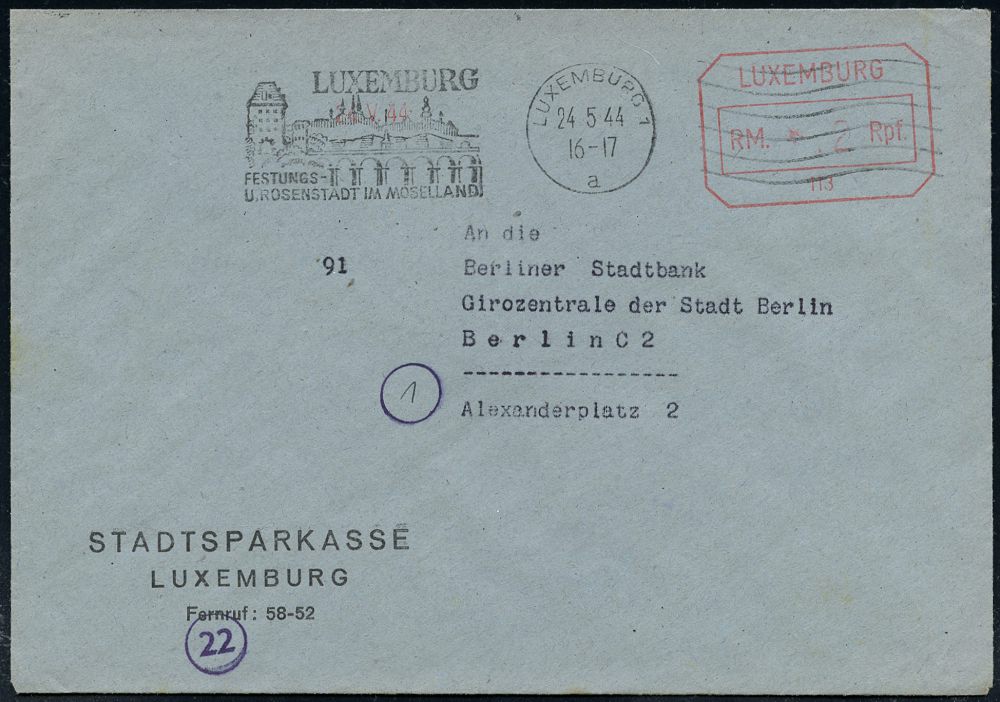 LUXEMBURG
FESTUNGS-
U. ROSENSTADT IM MOSELLAND
LUXEMBURG 1
24.5.44
16-17
a
LUXEMBURG
RM. 2 Rpf.
113
An die
91
Berliner Stadtbank
Girozentrale der Stadt Berlin
B e r l i n C 2
-----------------
Alexanderplatz 2
1
STADTSPARKASSE
LUXEMBURG
Fernruf: 58-52
22